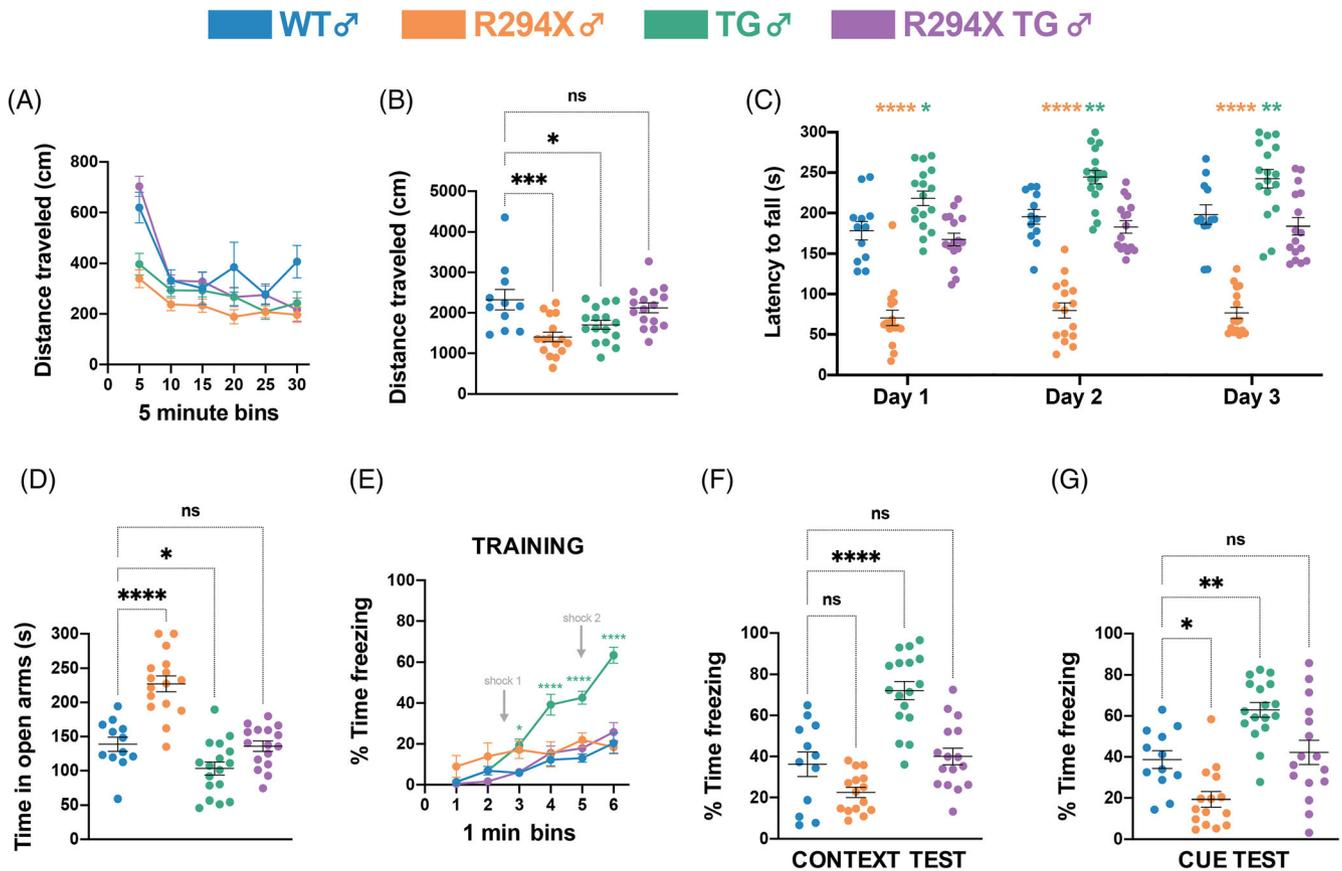 WT♂ R294X♂ TG♂ R294X TG ♂
(A)
Distance traveled (cm)
800
600
400
200
0
0 5 10 15 20 25 30
5 minute bins
(B)
ns
*
***
Distance traveled (cm)
5000
4000
3000
2000
1000
0
(C)
**** * **** ** **** **
Latency to fall (s)
300
250
200
150
100
50
0
Day 1 Day 2 Day 3
(D)
ns
*
****
Time in open arms (s)
300
250
200
150
100
50
0
(E)
TRAINING
% Time freezing
100
80
60
40
20
0
shock 2
shock 1
* **** **** ****
0 1 2 3 4 5 6
1 min bins
(F)
ns
****
ns
% Time freezing
100
80
60
40
20
0
CONTEXT TEST
(G)
ns
**
*
% Time freezing
100
80
60
40
20
0
CUE TEST